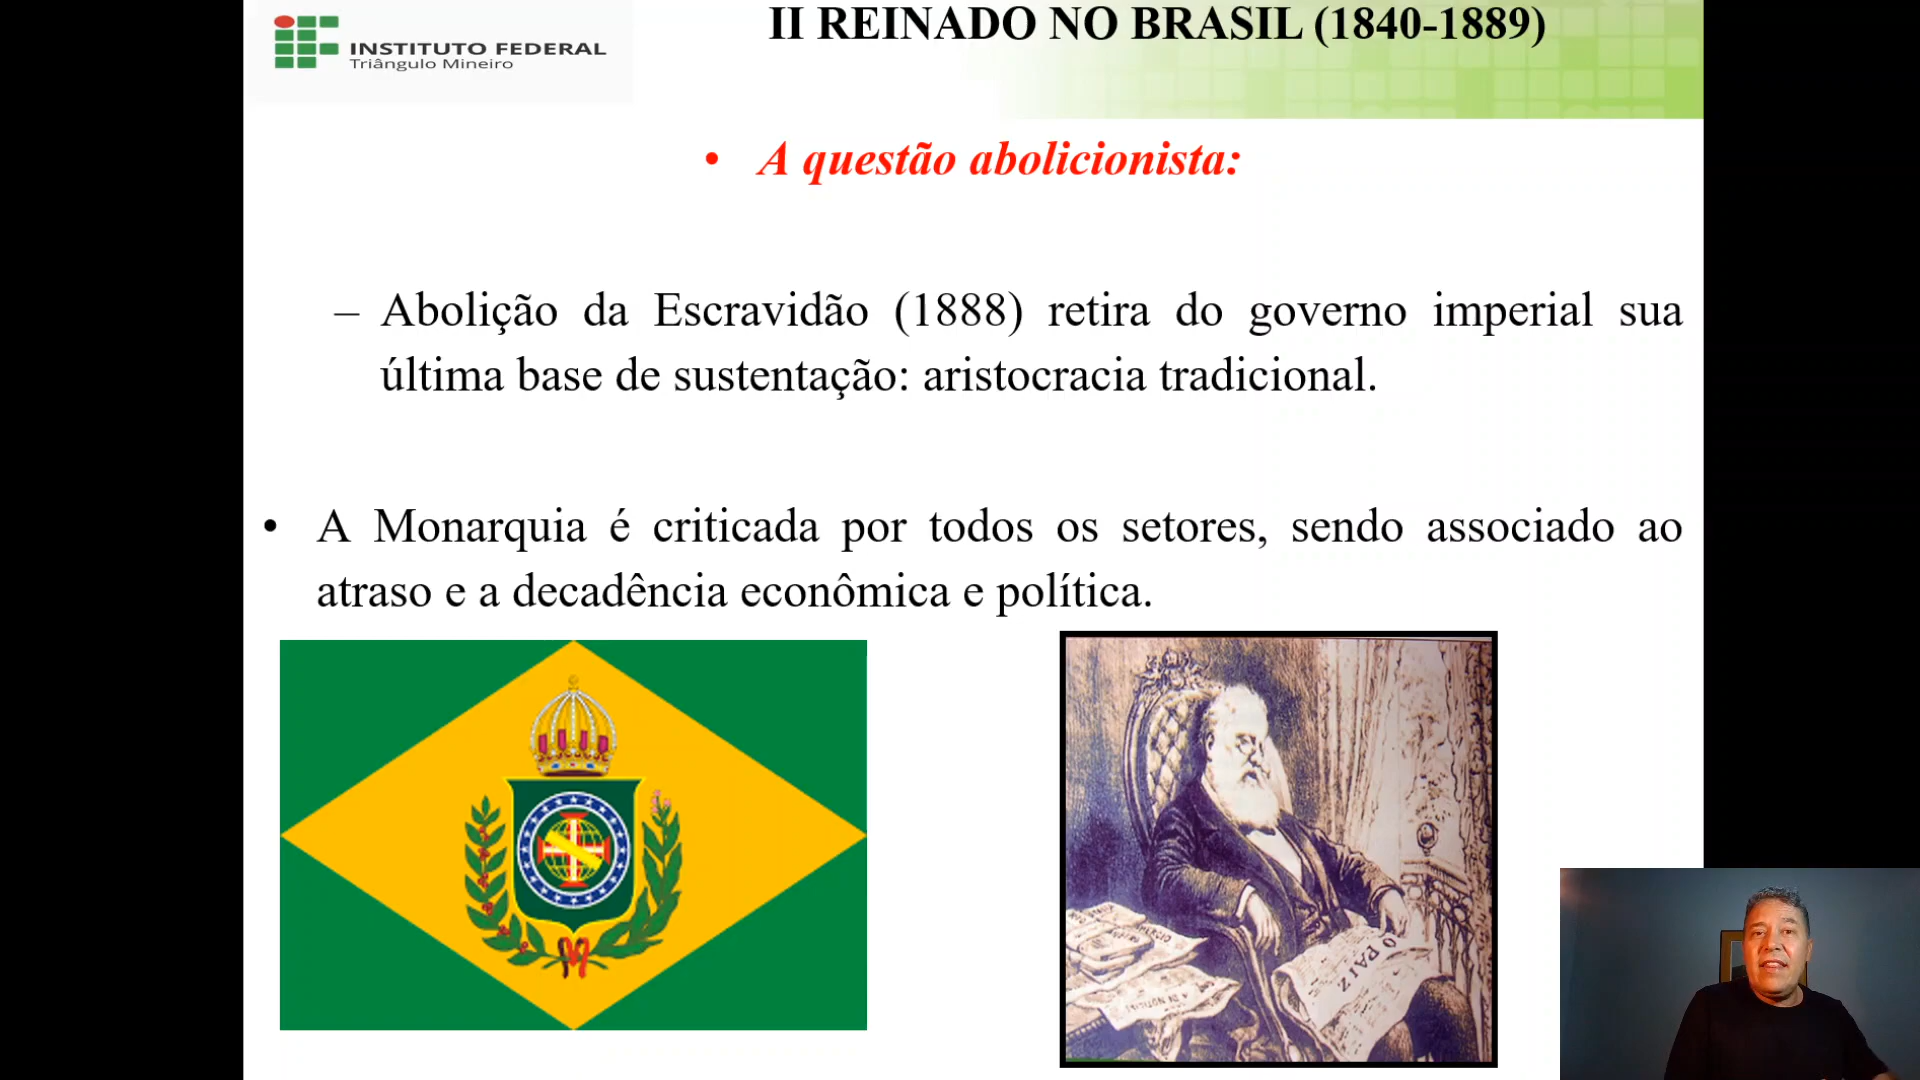 INSTITUTO FEDERAL
Triângulo Mineiro
II REINADO NO BRASIL (1840-1889)
• A questão abolicionista:
– Abolição da Escravidão (1888) retira do governo imperial sua
última base de sustentação: aristocracia tradicional.
• A Monarquia é criticada por todos os setores, sendo associado ao
atraso e a decadência econômica e política.
O PAIZ